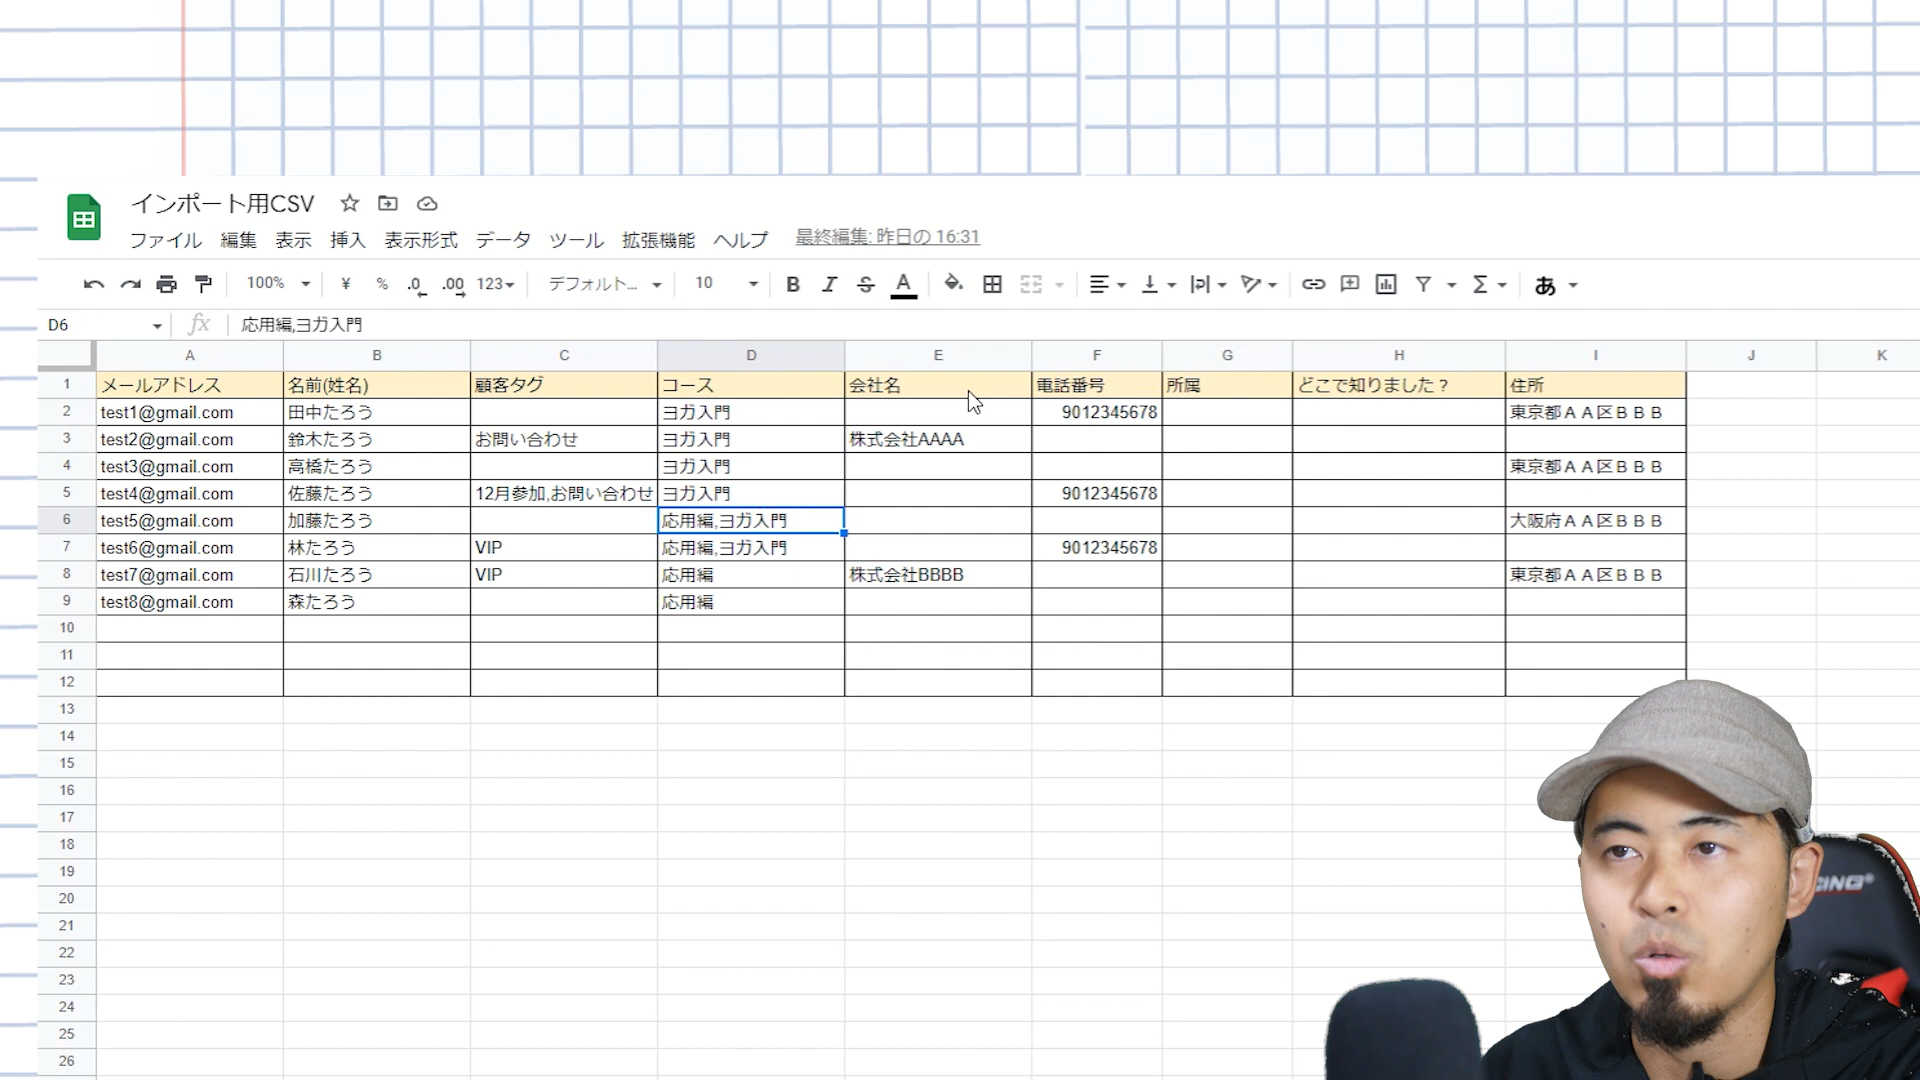 インポート用CSV
ファイル 編集 表示 挿入 表示形式 データ ツール 拡張機能 ヘルプ 最終編集: 昨日の 16:31
100% ¥ % .0 .00 123 デフォルト... 10 B I S A Σ あ
D6 fx 応用編,ヨガ入門
A B C D E F G H I J K
1 メールアドレス 名前(姓名) 顧客タグ コース 会社名 電話番号 所属 どこで知りました？ 住所
2 test1@gmail.com 田中たろう ヨガ入門 9012345678 東京都ＡＡ区ＢＢＢ
3 test2@gmail.com 鈴木たろう お問い合わせ ヨガ入門 株式会社AAAA
4 test3@gmail.com 高橋たろう ヨガ入門 東京都ＡＡ区ＢＢＢ
5 test4@gmail.com 佐藤たろう 12月参加,お問い合わせ ヨガ入門 9012345678
6 test5@gmail.com 加藤たろう 応用編,ヨガ入門 大阪府ＡＡ区ＢＢＢ
7 test6@gmail.com 林たろう VIP 応用編,ヨガ入門 9012345678
8 test7@gmail.com 石川たろう VIP 応用編 株式会社BBBB 東京都ＡＡ区ＢＢＢ
9 test8@gmail.com 森たろう 応用編
10
11
12
13
14
15
16
17
18
19
20
21
22
23
24
25
26